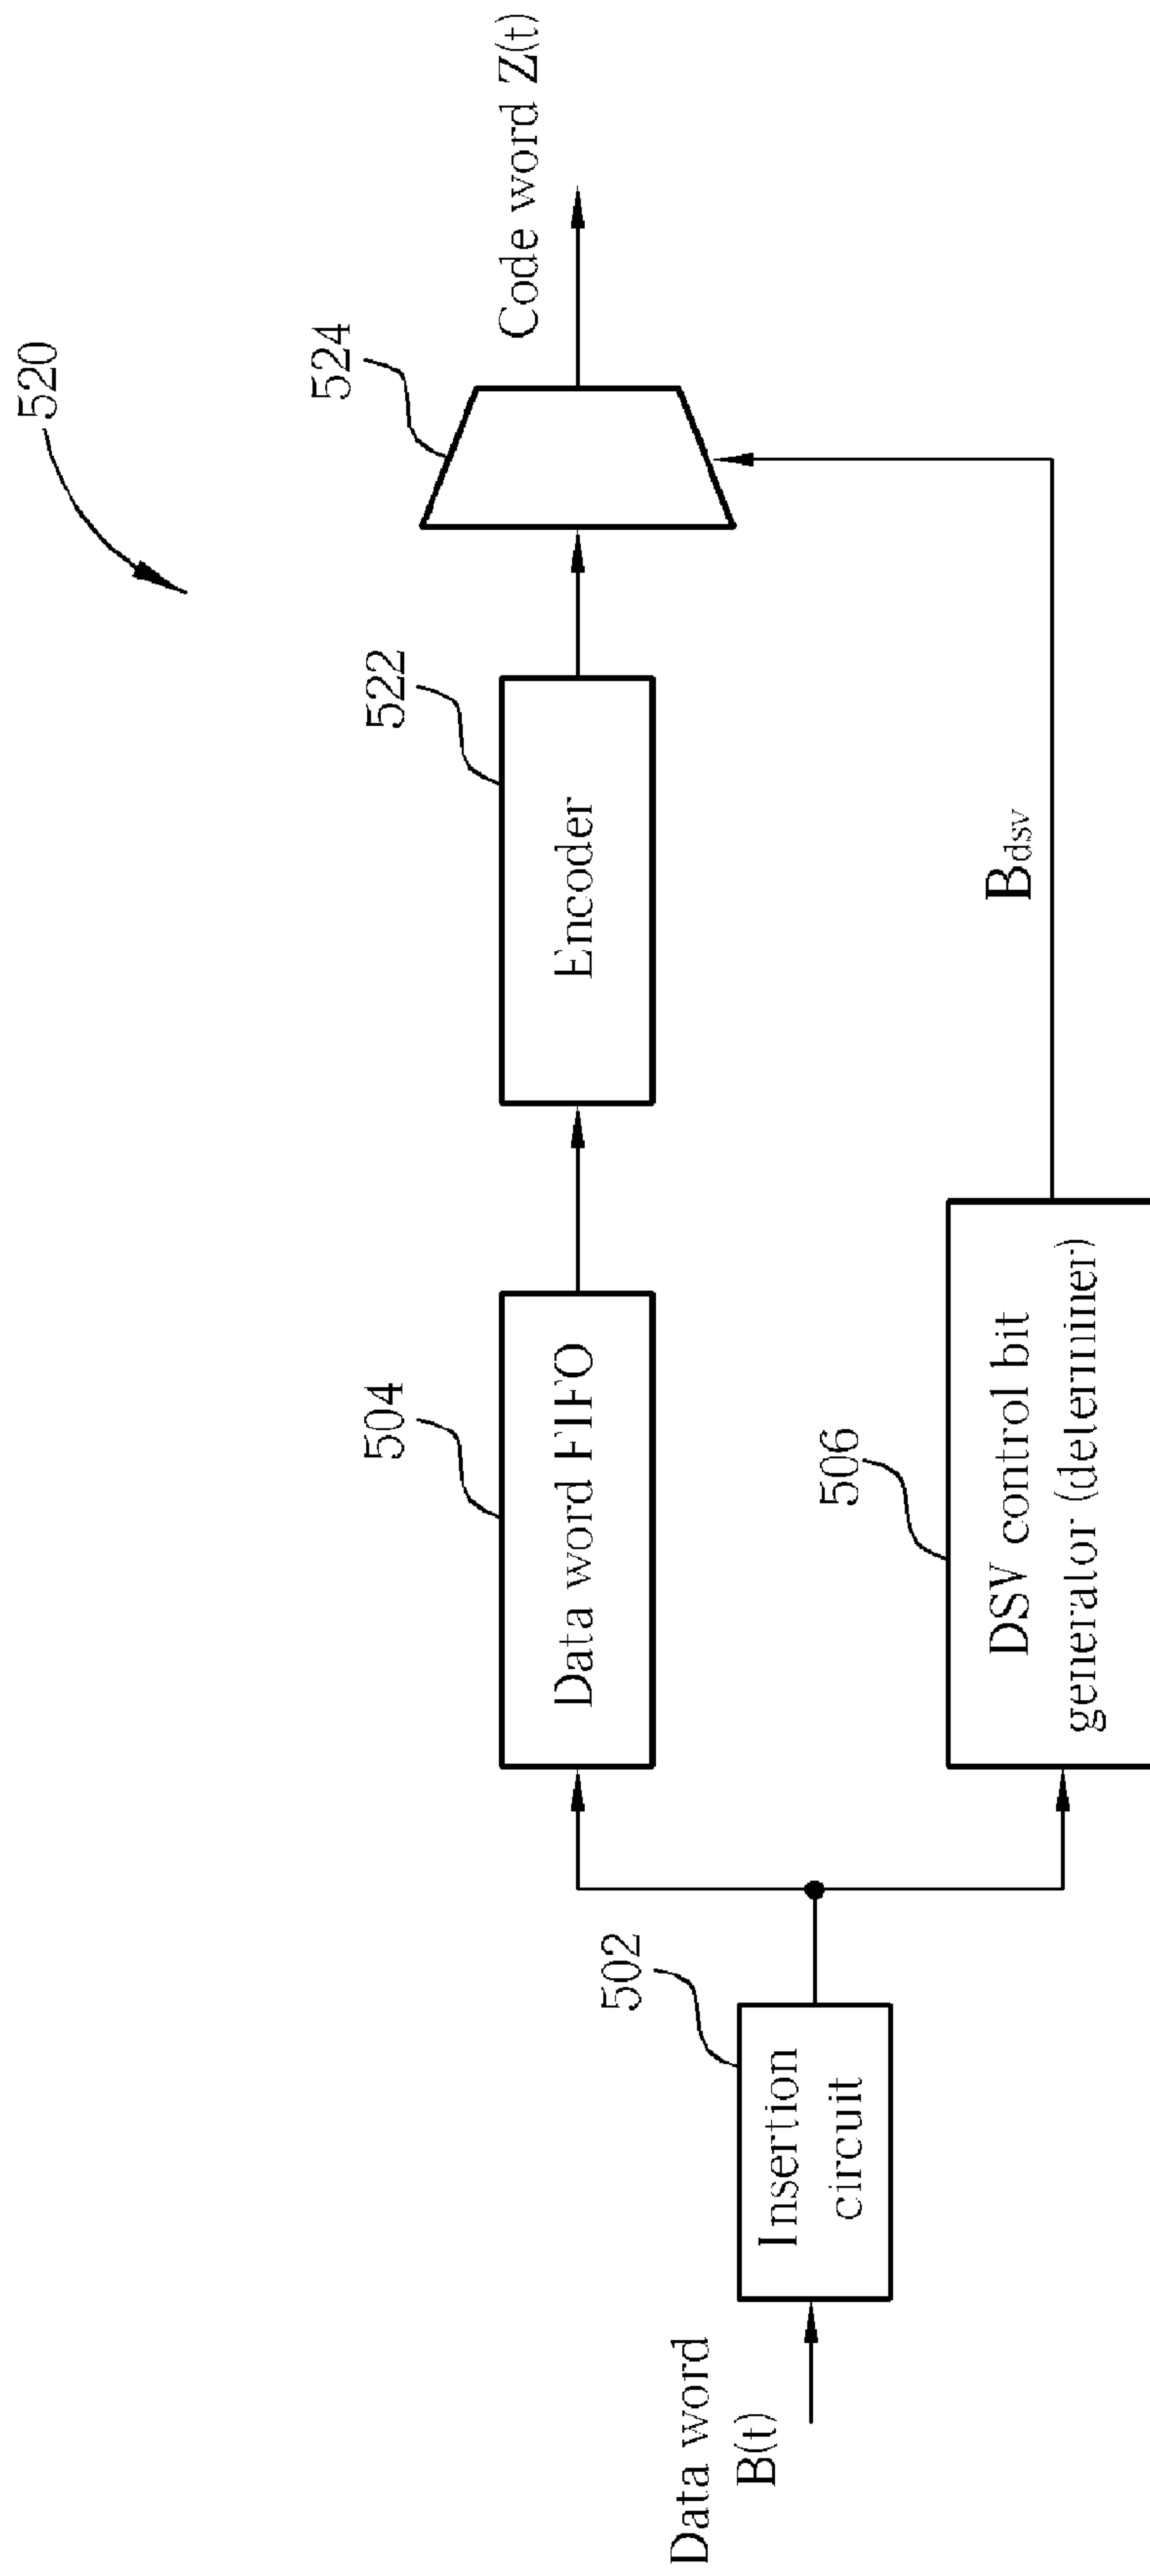 520
Data word
B(t)
502
Insertion
circuit
504
Data word FIFO
522
Encoder
524
Code word Z(t)
506
DSV control bit
generator (determiner)
Bdsv